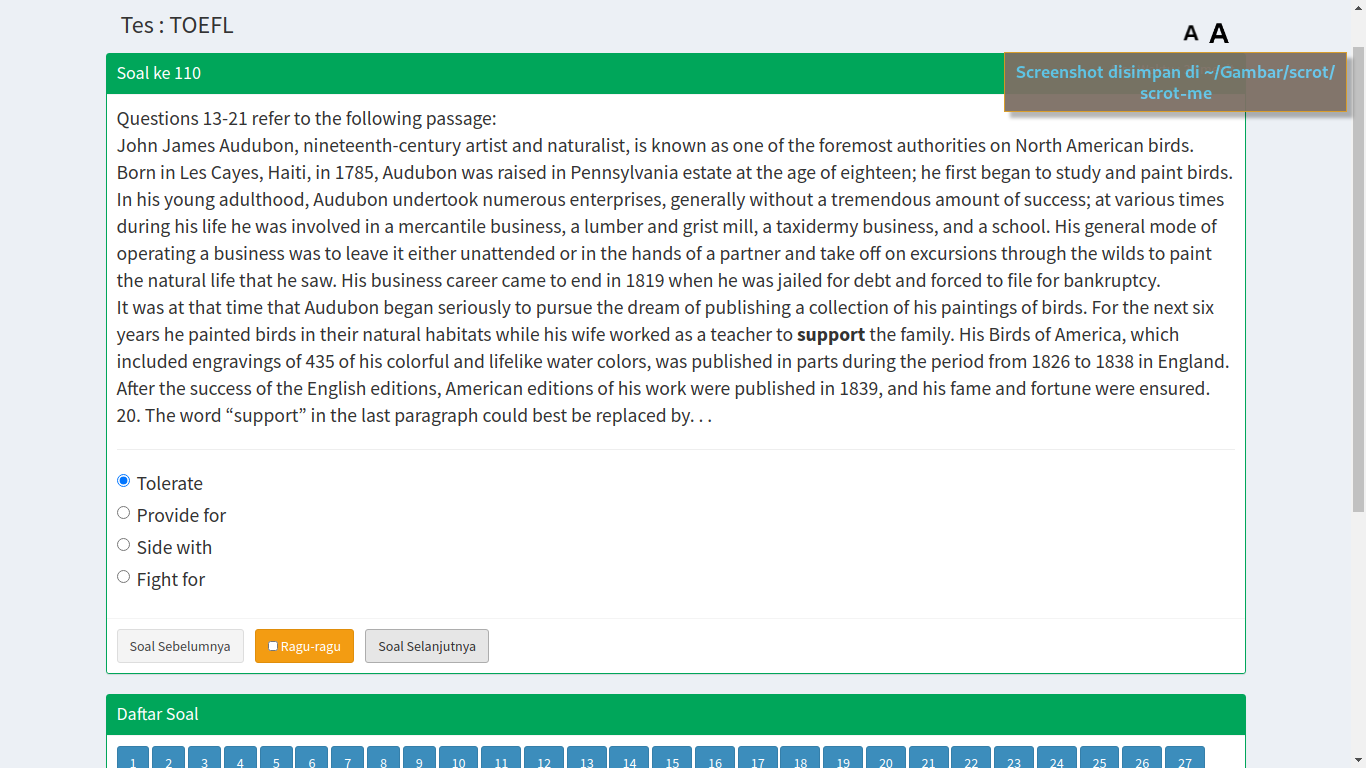 Tes : TOEFL
A A
Soal ke 110
Screenshot disimpan di ~/Gambar/scrot/
scrot-me
Questions 13-21 refer to the following passage:
John James Audubon, nineteenth-century artist and naturalist, is known as one of the foremost authorities on North American birds.
Born in Les Cayes, Haiti, in 1785, Audubon was raised in Pennsylvania estate at the age of eighteen; he first began to study and paint birds.
In his young adulthood, Audubon undertook numerous enterprises, generally without a tremendous amount of success; at various times
during his life he was involved in a mercantile business, a lumber and grist mill, a taxidermy business, and a school. His general mode of
operating a business was to leave it either unattended or in the hands of a partner and take off on excursions through the wilds to paint
the natural life that he saw. His business career came to end in 1819 when he was jailed for debt and forced to file for bankruptcy.
It was at that time that Audubon began seriously to pursue the dream of publishing a collection of his paintings of birds. For the next six
years he painted birds in their natural habitats while his wife worked as a teacher to support the family. His Birds of America, which
included engravings of 435 of his colorful and lifelike water colors, was published in parts during the period from 1826 to 1838 in England.
After the success of the English editions, American editions of his work were published in 1839, and his fame and fortune were ensured.
20. The word “support” in the last paragraph could best be replaced by. . .
Tolerate
Provide for
Side with
Fight for
Soal Sebelumnya Ragu-ragu Soal Selanjutnya
Daftar Soal
1 2 3 4 5 6 7 8 9 10 11 12 13 14 15 16 17 18 19 20 21 22 23 24 25 26 27